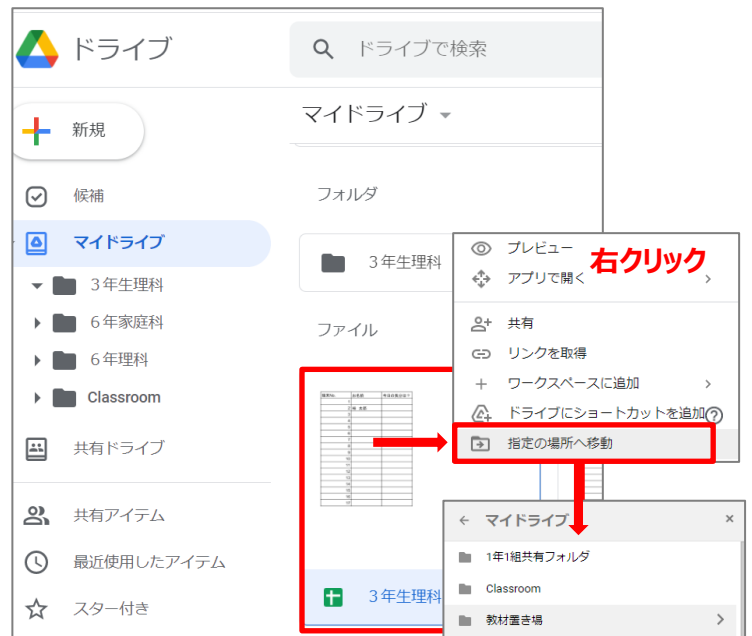 ドライブ
ドライブで検索
新規
マイドライブ
候補
マイドライブ
3年生理科
6年家庭科
6年理科
Classroom
共有ドライブ
共有アイテム
最近使用したアイテム
スター付き
フォルダ
3年生理科
ファイル
3年生理科
右クリック
プレビュー
アプリで開く
共有
リンクを取得
ワークスペースに追加
ドライブにショートカットを追加
指定の場所へ移動
マイドライブ
1年1組共有フォルダ
Classroom
教材置き場